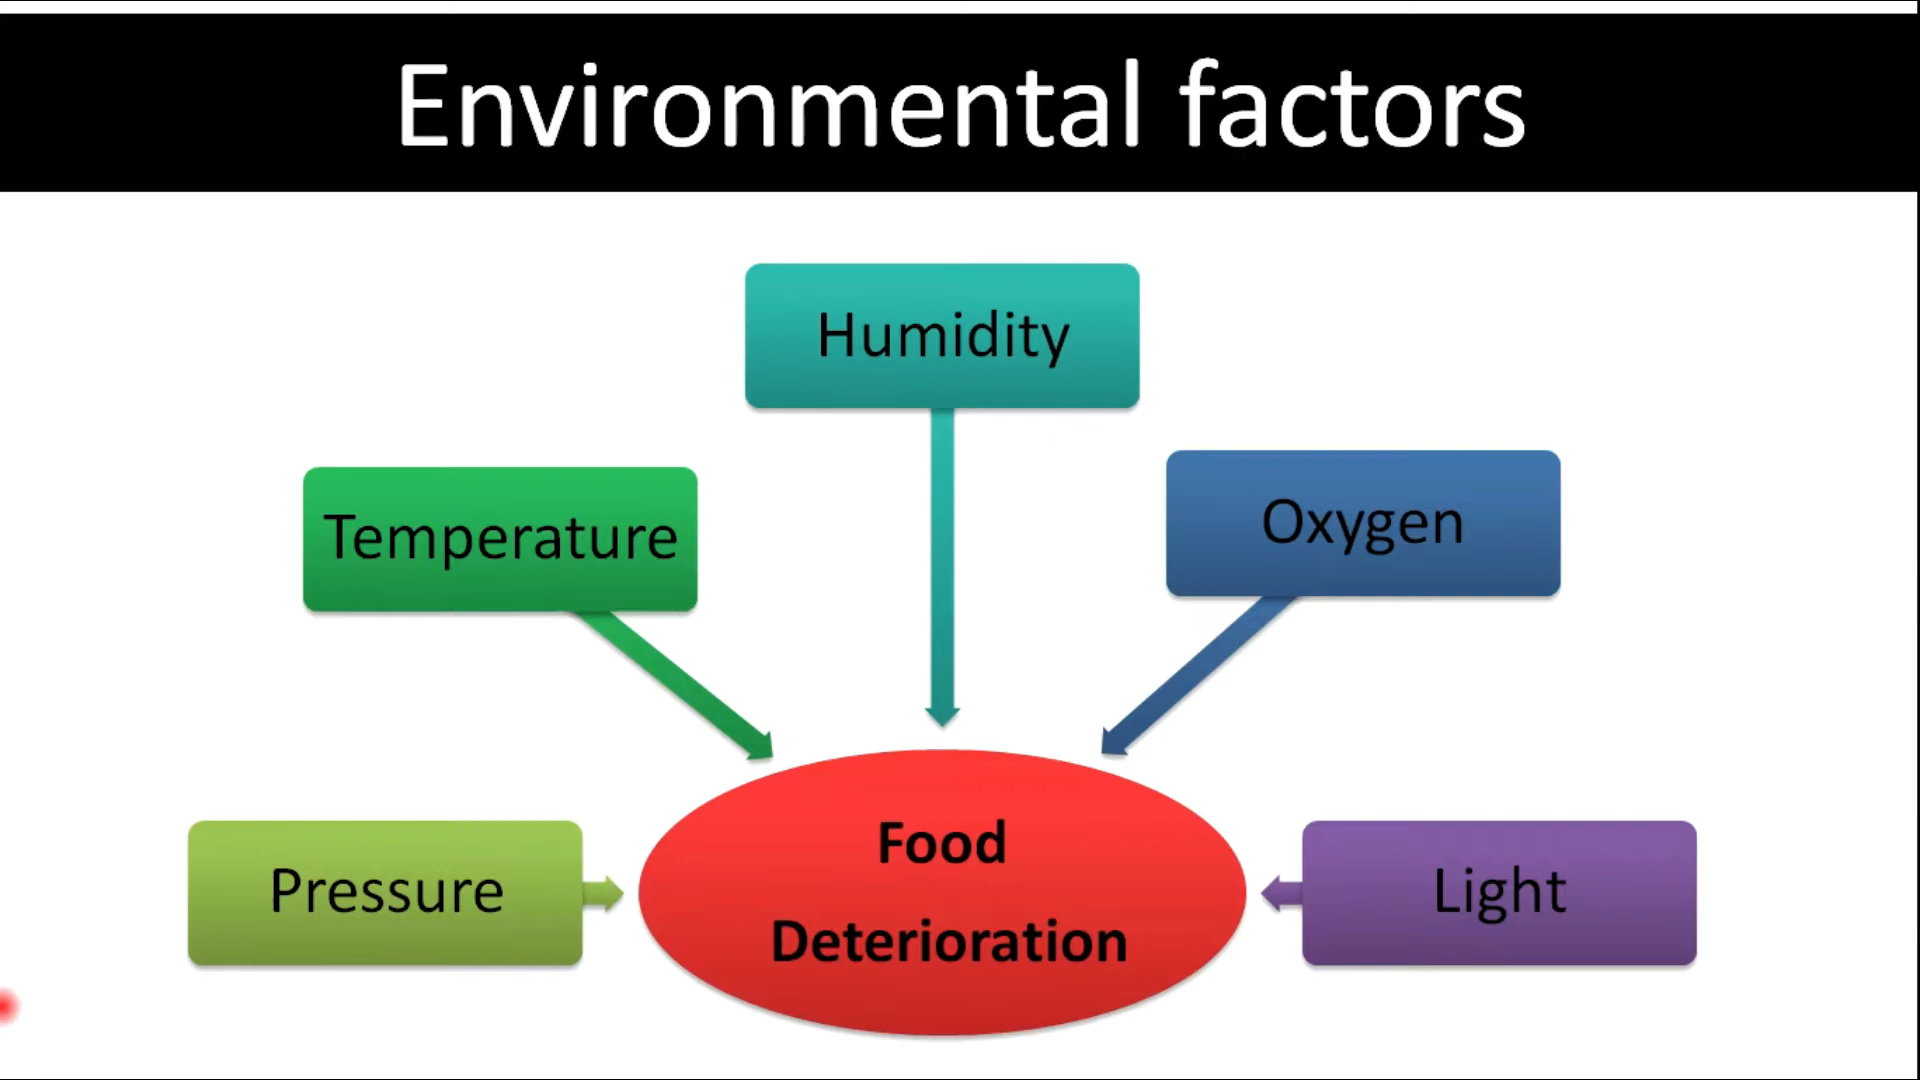 Environmental factors
Humidity
Temperature
Oxygen
Pressure
Food
Deterioration
Light